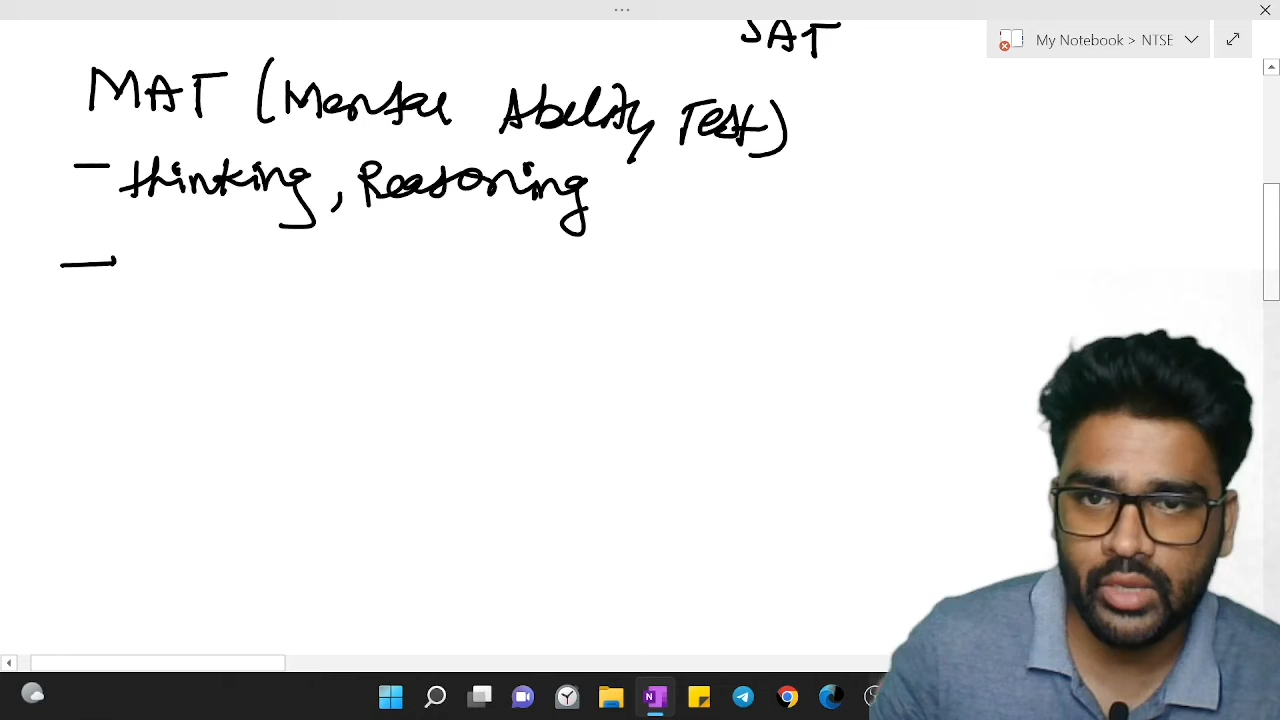 SAT
My Notebook > NTSE
MAT (Mental Ability Test)
- thinking, Reasoning
-